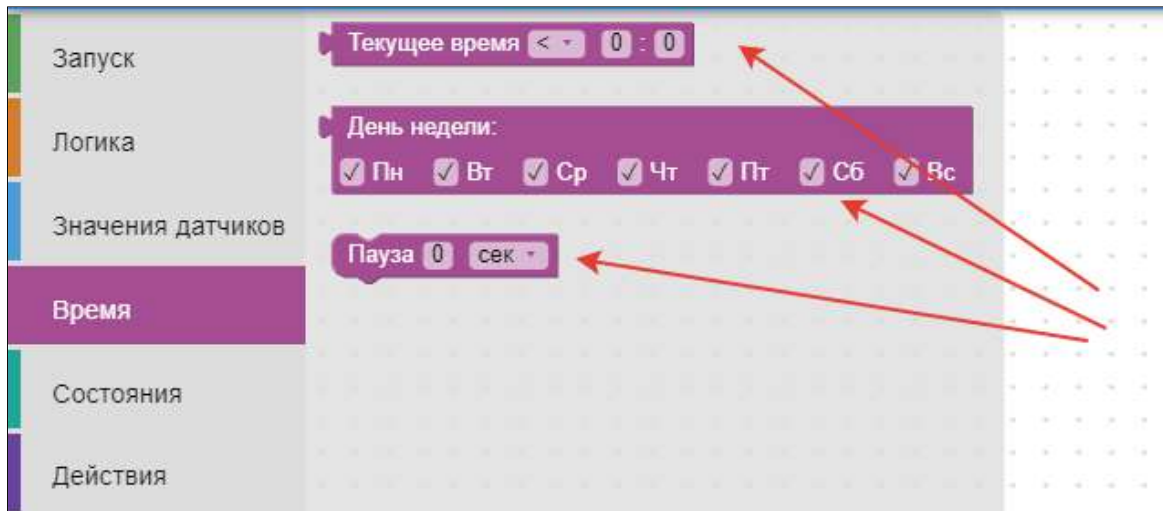 Запуск
Логика
Значения датчиков
Время
Состояния
Действия
Текущее время < 0 : 0
День недели:
Пн Вт Ср Чт Пт Сб Вс
Пауза 0 сек